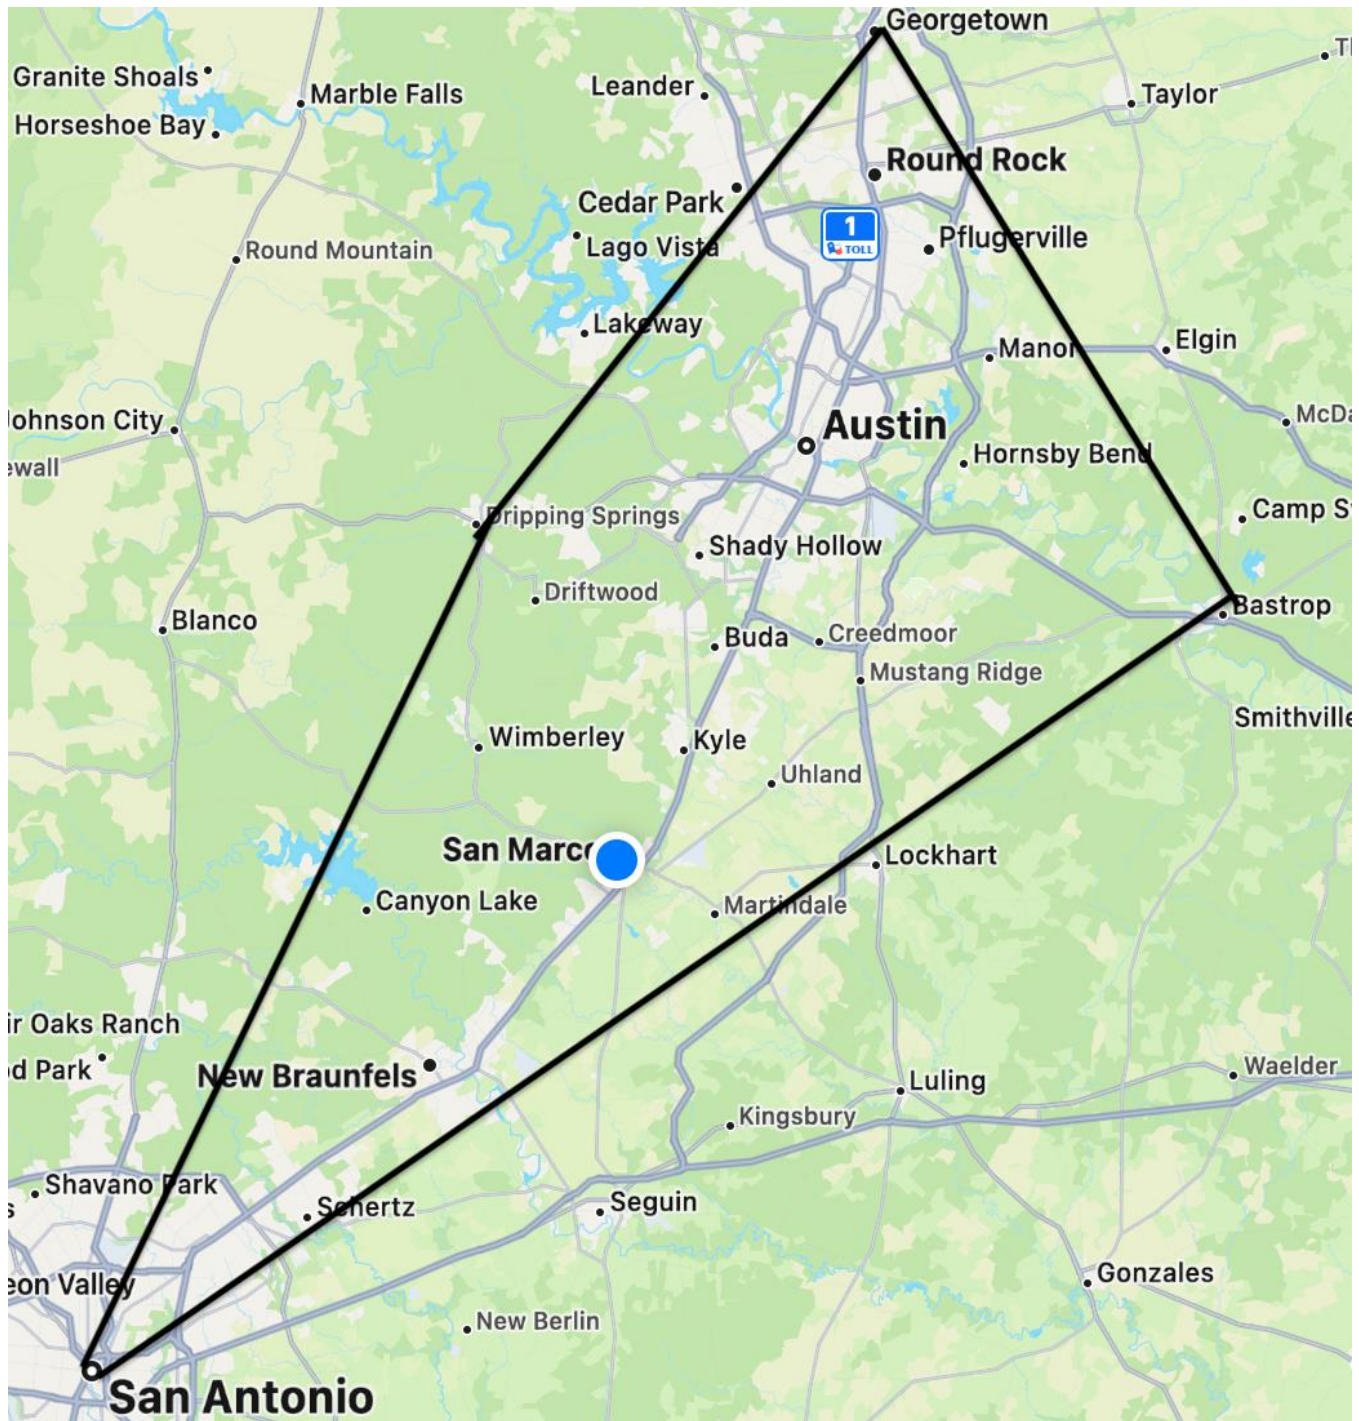 Georgetown
Granite Shoals
Marble Falls
Leander
Taylor
Horseshoe Bay
Round Rock
Cedar Park
1
TOLL
Lago Vista
Pflugerville
Round Mountain
Lakeway
Manor
Elgin
Johnson City
Austin
McDa
ewall
Hornsby Bend
Dripping Springs
Camp S
Shady Hollow
Driftwood
Bastrop
Blanco
Buda
Creedmoor
Mustang Ridge
Smithville
Wimberley
Kyle
Uhland
San Marco
Lockhart
Canyon Lake
Martindale
ir Oaks Ranch
d Park
New Braunfels
Waelder
Luling
Kingsbury
Shavano Park
Schertz
Seguin
s
eon Valley
Gonzales
New Berlin
San Antonio